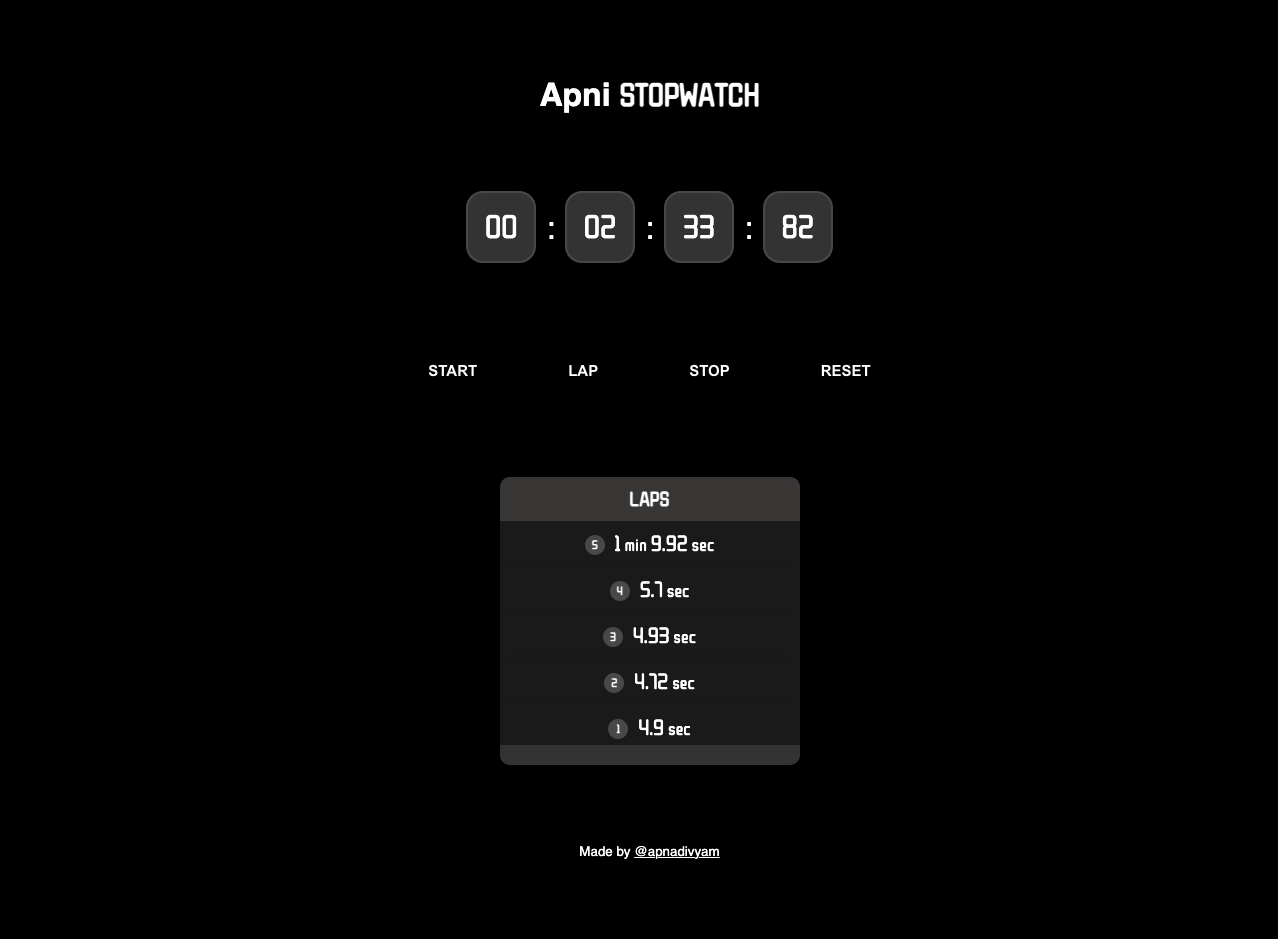 Apni STOPWATCH
00 : 02 : 33 : 82
START LAP STOP RESET
LAPS
5 1 min 9.92 sec
4 5.7 sec
3 4.93 sec
2 4.72 sec
1 4.9 sec
Made by @apnadivyam